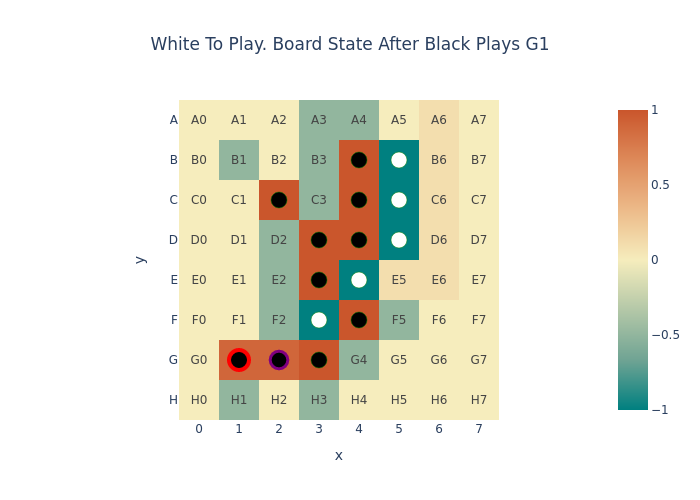 White To Play. Board State After Black Plays G1
A A0 A1 A2 A3 A4 A5 A6 A7
B B0 B1 B2 B3 B6 B7
C C0 C1 C3 C6 C7
D D0 D1 D2 D6 D7
E E0 E1 E2 E5 E6 E7
F F0 F1 F2 F5 F6 F7
G G0 G4 G5 G6 G7
H H0 H1 H2 H3 H4 H5 H6 H7
0 1 2 3 4 5 6 7
x
y
1
0.5
0
−0.5
−1